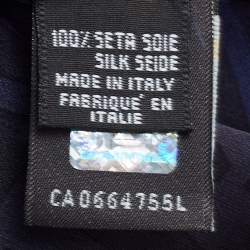 100% SETA SOIE
SILK SEIDE
MADE IN ITALY
FABRIQUÉ EN
ITALIE
CA 0664755L